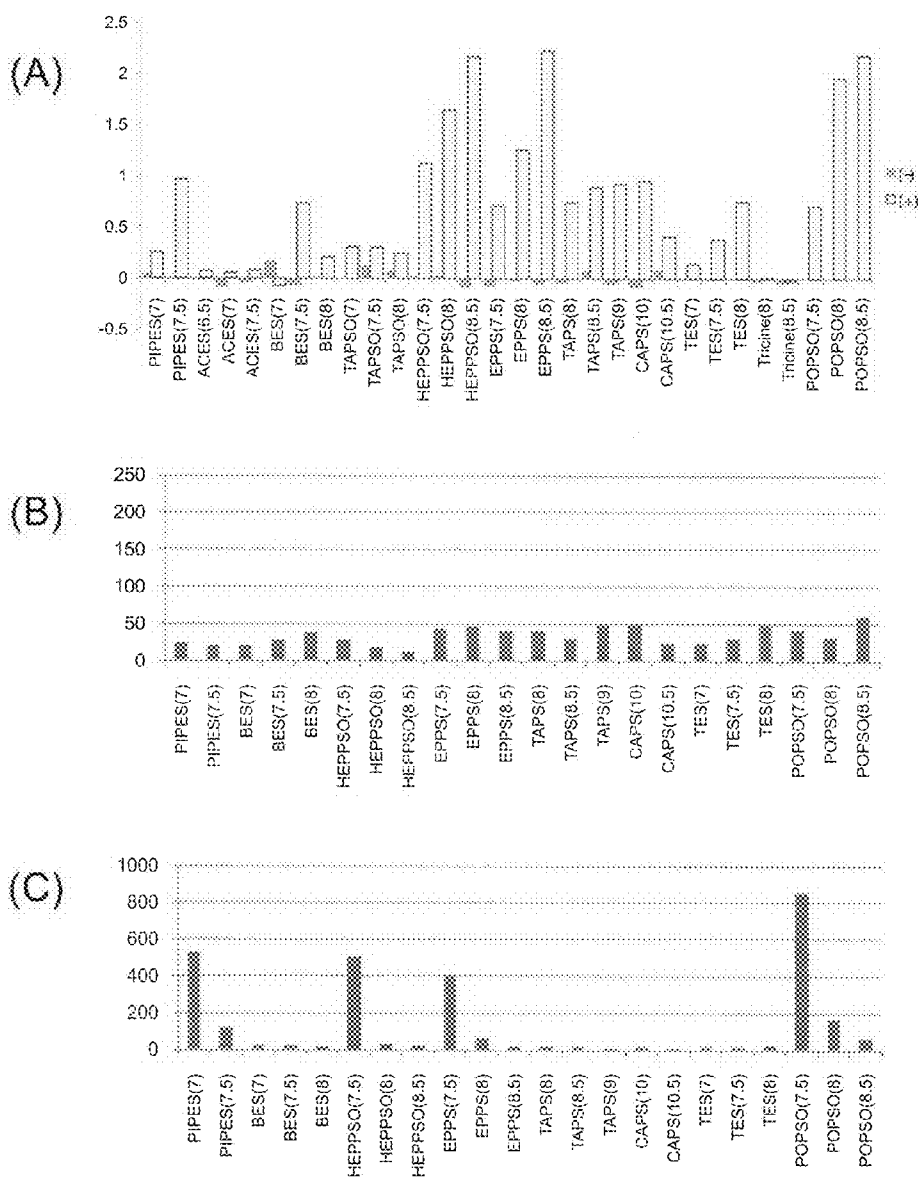 (A)
2.5
2
1.5
1
0.5
0
-0.5
[-]
[+]
PIPES(7)
PIPES(7.5)
ACES(6.5)
ACES(7)
ACES(7.5)
BES(7)
BES(7.5)
BES(8)
TAPSO(7)
TAPSO(7.5)
TAPSO(8)
HEPPSO(7.5)
HEPPSO(8)
HEPPSO(8.5)
EPPS(7.5)
EPPS(8)
EPPS(8.5)
TAPS(8)
TAPS(8.5)
TAPS(9)
CAPS(10)
CAPS(10.5)
TES(7)
TES(7.5)
TES(8)
Tricine(8)
Tricine(8.5)
POPSO(7.5)
POPSO(8)
POPSO(8.5)
(B)
250
200
150
100
50
0
PIPES(7)
PIPES(7.5)
BES(7)
BES(7.5)
BES(8)
HEPPSO(7.5)
HEPPSO(8)
HEPPSO(8.5)
EPPS(7.5)
EPPS(8)
EPPS(8.5)
TAPS(8)
TAPS(8.5)
TAPS(9)
CAPS(10)
CAPS(10.5)
TES(7)
TES(7.5)
TES(8)
POPSO(7.5)
POPSO(8)
POPSO(8.5)
(C)
1000
800
600
400
200
0
PIPES(7)
PIPES(7.5)
BES(7)
BES(7.5)
BES(8)
HEPPSO(7.5)
HEPPSO(8)
HEPPSO(8.5)
EPPS(7.5)
EPPS(8)
EPPS(8.5)
TAPS(8)
TAPS(8.5)
TAPS(9)
CAPS(10)
CAPS(10.5)
TES(7)
TES(7.5)
TES(8)
POPSO(7.5)
POPSO(8)
POPSO(8.5)